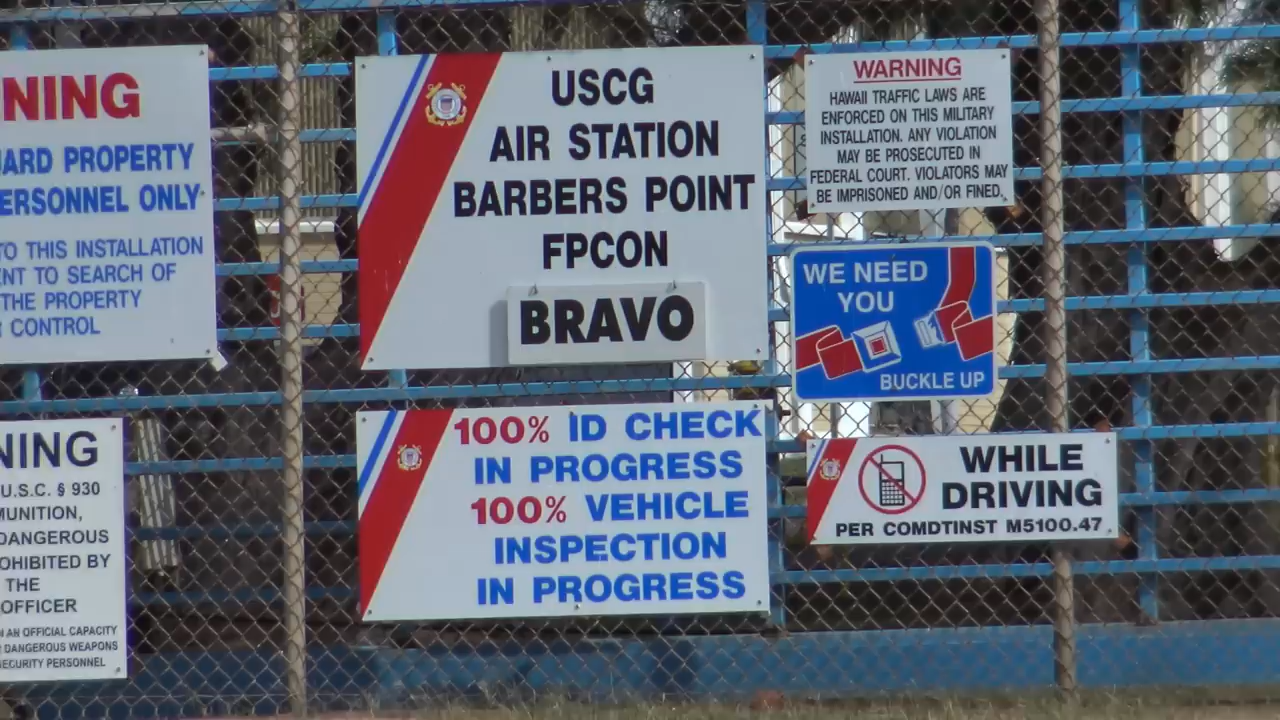 NING
UARD PROPERTY
ERSONNEL ONLY
TO THIS INSTALLATION
ENT TO SEARCH OF
THE PROPERTY
R CONTROL
NING
U.S.C. § 930
MUNITION,
DANGEROUS
OHIBITED BY
THE
OFFICER
N AN OFFICIAL CAPACITY
DANGEROUS WEAPONS
SECURITY PERSONNEL
USCG
AIR STATION
BARBERS POINT
FPCON
BRAVO
100% ID CHECK
IN PROGRESS
100% VEHICLE
INSPECTION
IN PROGRESS
WARNING
HAWAII TRAFFIC LAWS ARE
ENFORCED ON THIS MILITARY
INSTALLATION. ANY VIOLATION
MAY BE PROSECUTED IN
FEDERAL COURT. VIOLATORS MAY
BE IMPRISONED AND/OR FINED.
WE NEED
YOU
BUCKLE UP
WHILE
DRIVING
PER COMDTINST M5100.47